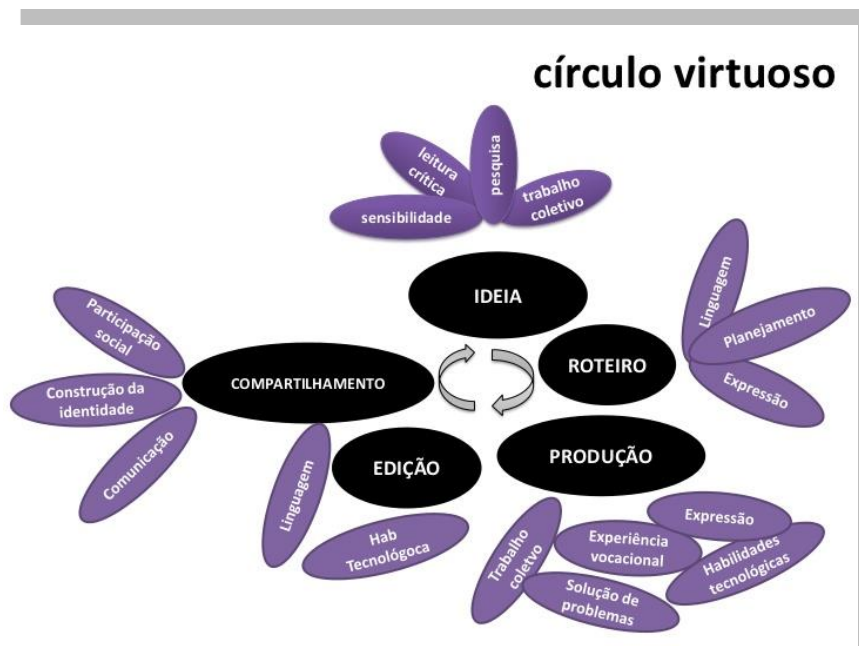 círculo virtuoso
sensibilidade
leitura
crítica
pesquisa
trabalho
coletivo
IDEIA
ROTEIRO
Linguagem
Planejamento
Expressão
PRODUÇÃO
Expressão
Experiência
vocacional
Habilidades
tecnológicas
Solução de
problemas
Trabalho
coletvo
EDIÇÃO
Hab
Tecnológoca
Linguagem
COMPARTILHAMENTO
Participação
social
Construção da
identidade
Comunicação